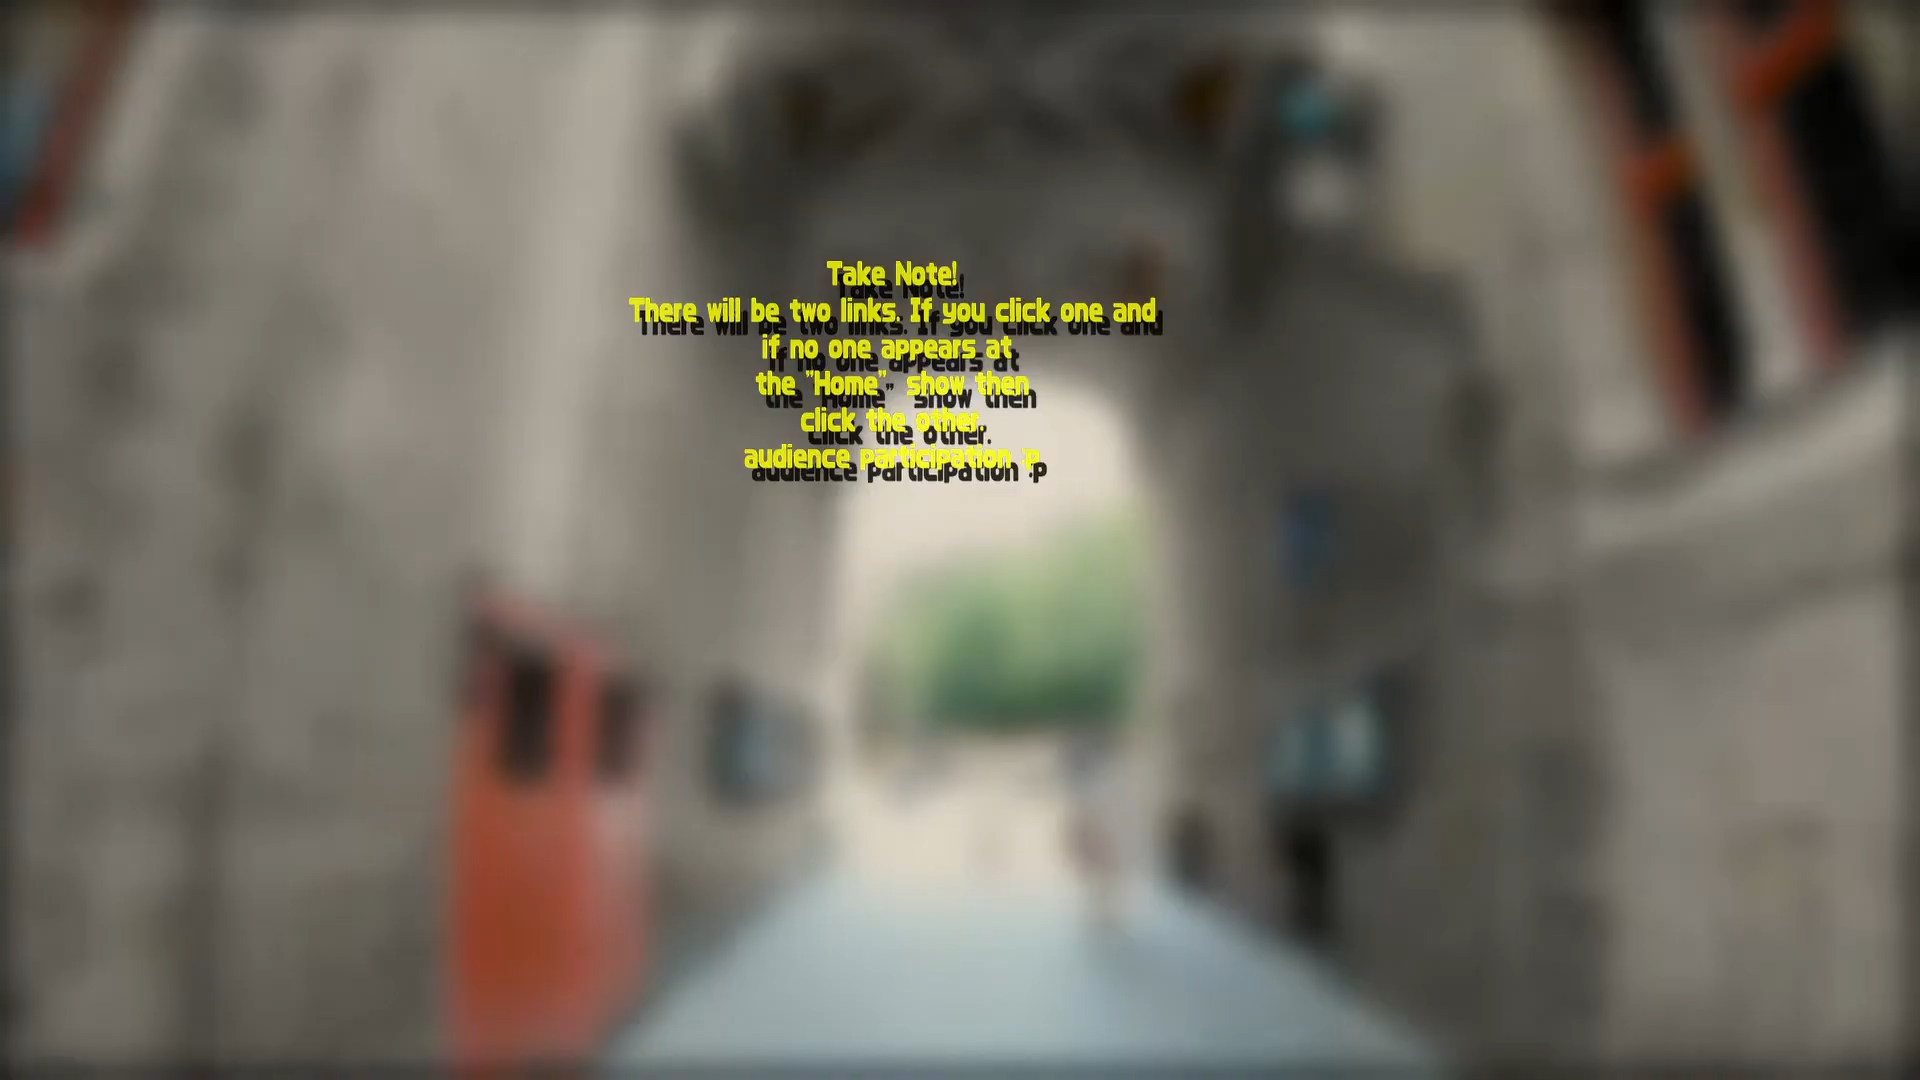 Take Note!
There will be two links. If you click one and
if no one appears at
the "Home" show then
click the other.
audience participation :p